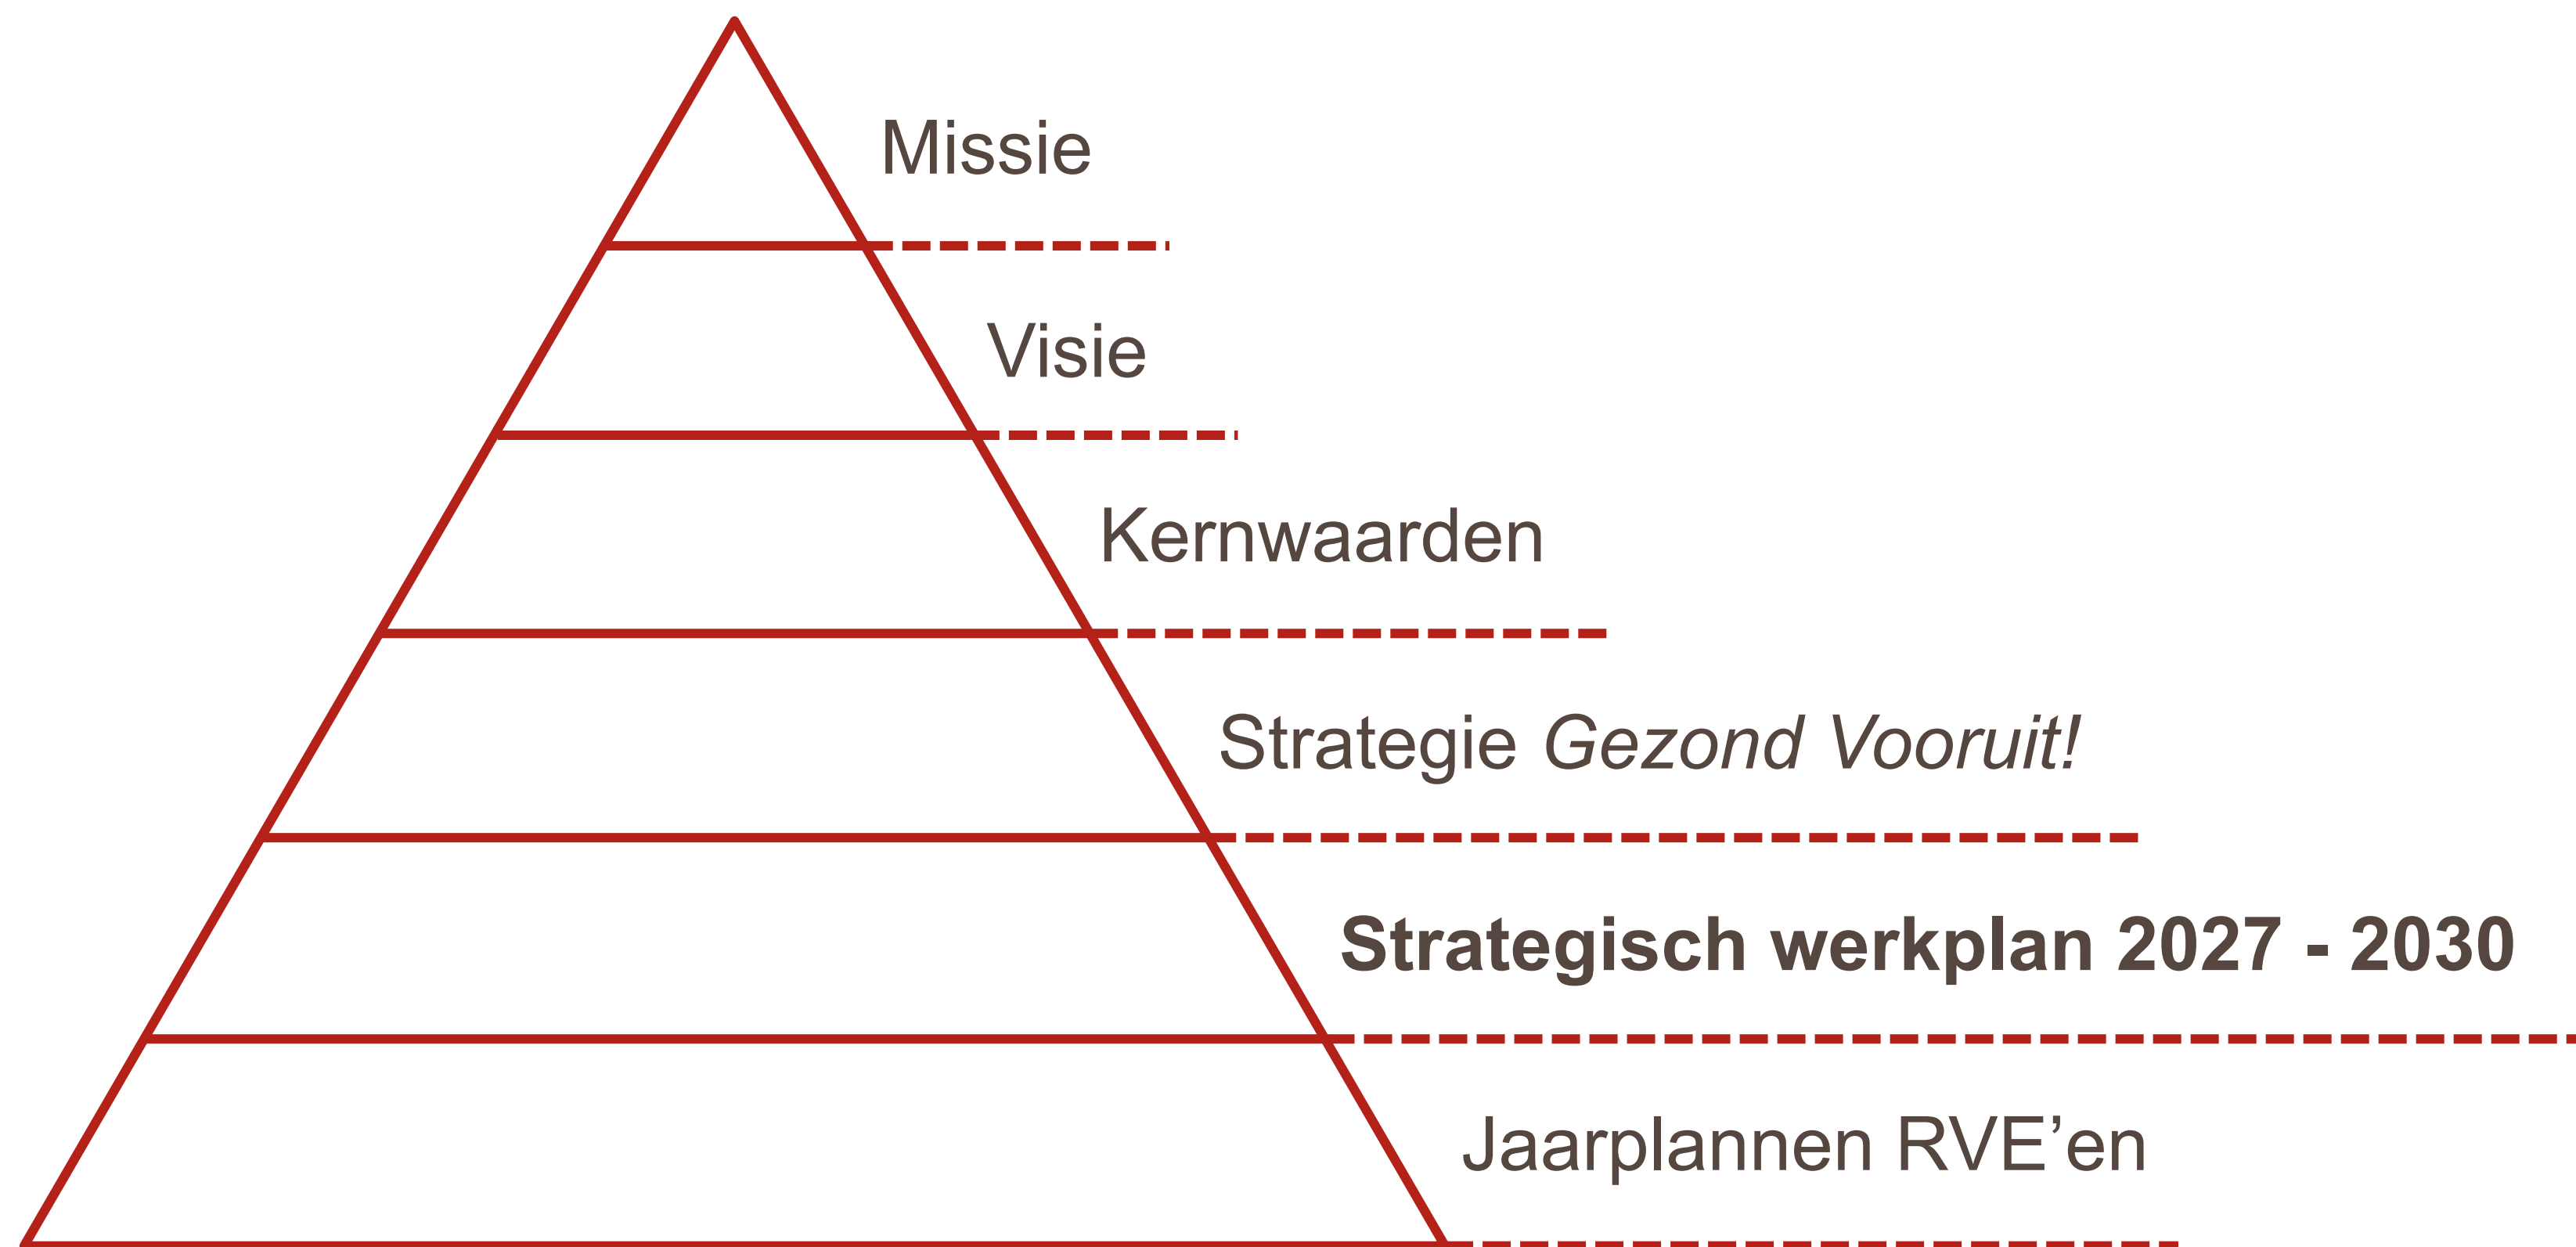 Missie
Visie
Kernwaarden
Strategie Gezond Vooruit!
Strategisch werkplan 2027 - 2030
Jaarplannen RVE’en